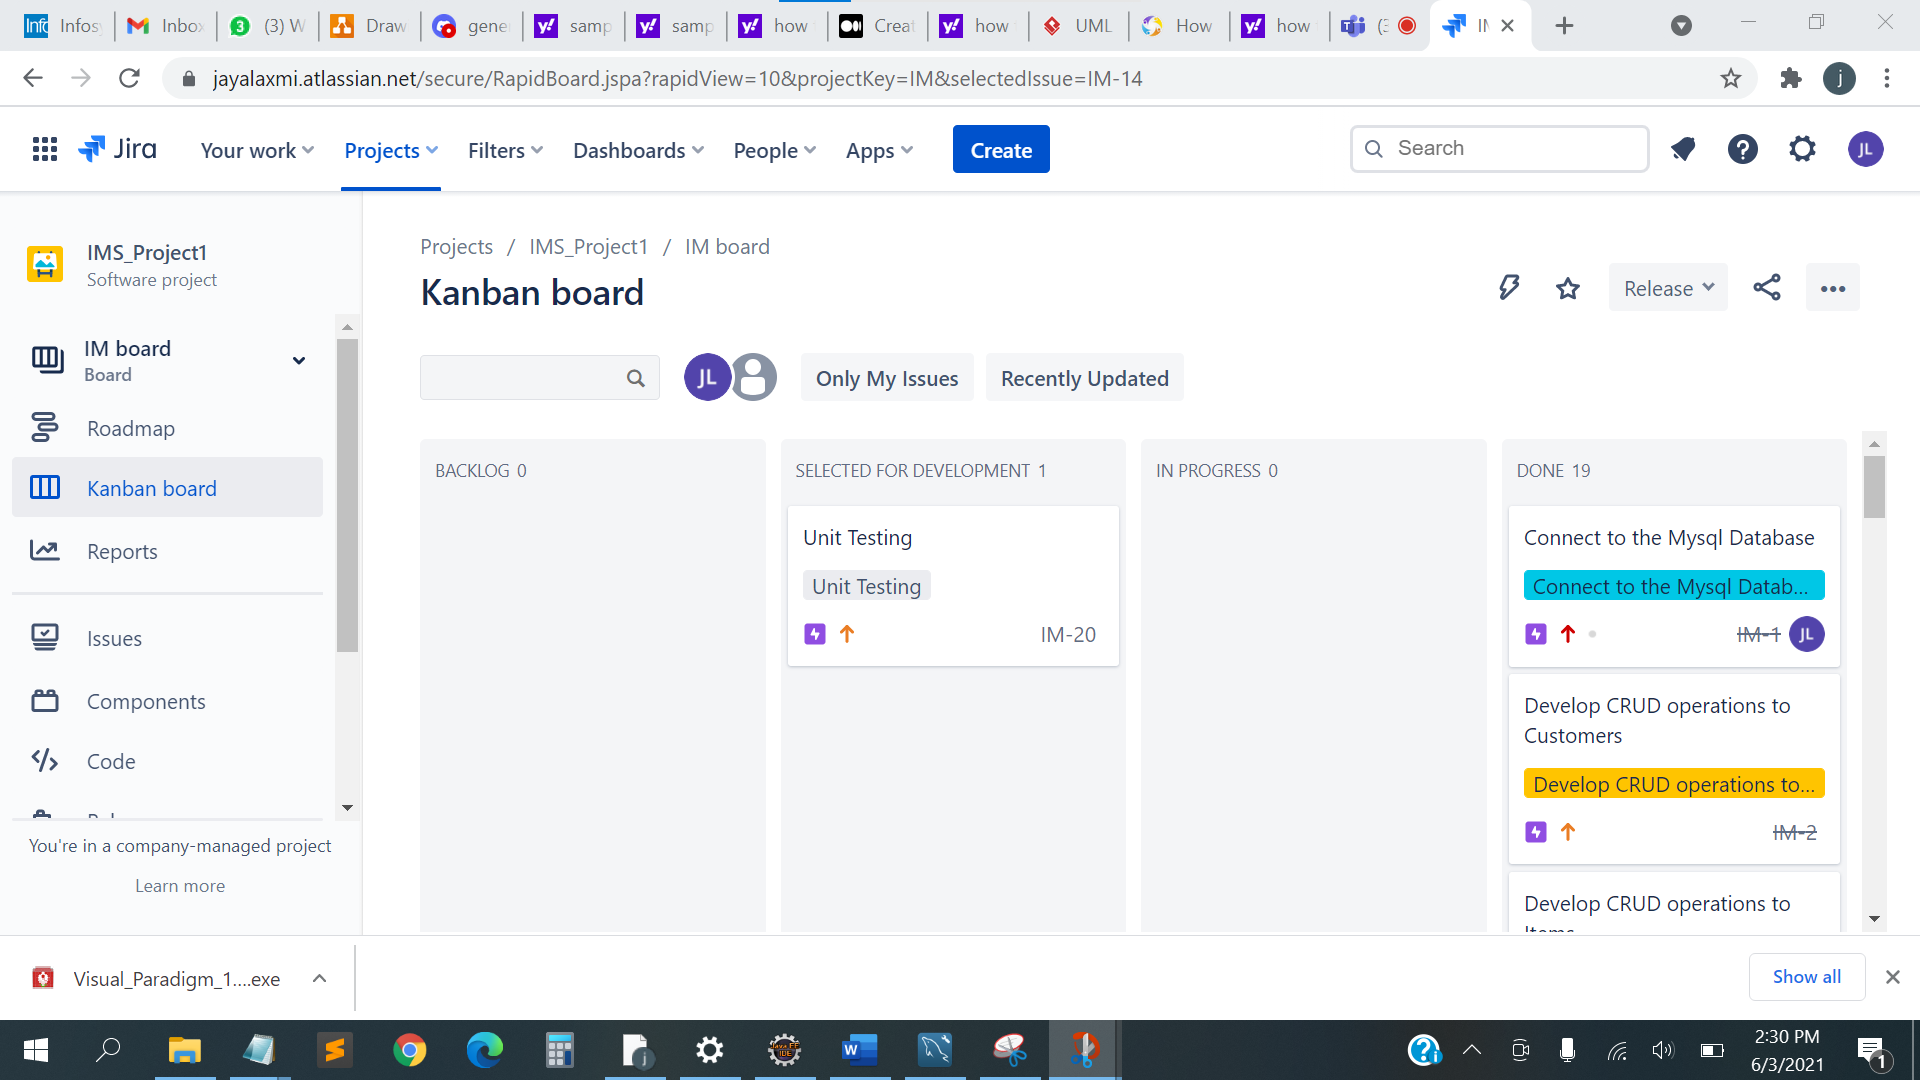 Infos
Inbo
(3) W
Draw
gene
samp
samp
how
Creat
how
UML
How
how
jayalaxmi.atlassian.net/secure/RapidBoard.jspa?rapidView=10&projectKey=IM&selectedIssue=IM-14
j
Jira
Your work
Projects
Filters
Dashboards
People
Apps
Create
Search
JL
IMS_Project1
Software project
Projects / IMS_Project1 / IM board
Kanban board
Release
IM board
Board
JL
Only My Issues
Recently Updated
Roadmap
Kanban board
Reports
Issues
Components
Code
BACKLOG 0
SELECTED FOR DEVELOPMENT 1
IN PROGRESS 0
DONE 19
Unit Testing
Unit Testing
IM-20
Connect to the Mysql Database
Connect to the Mysql Datab...
IM-1
JL
Develop CRUD operations to
Customers
Develop CRUD operations to...
IM-2
Develop CRUD operations to
Items
You're in a company-managed project
Learn more
Visual_Paradigm_1....exe
Show all
2:30 PM
6/3/2021
1